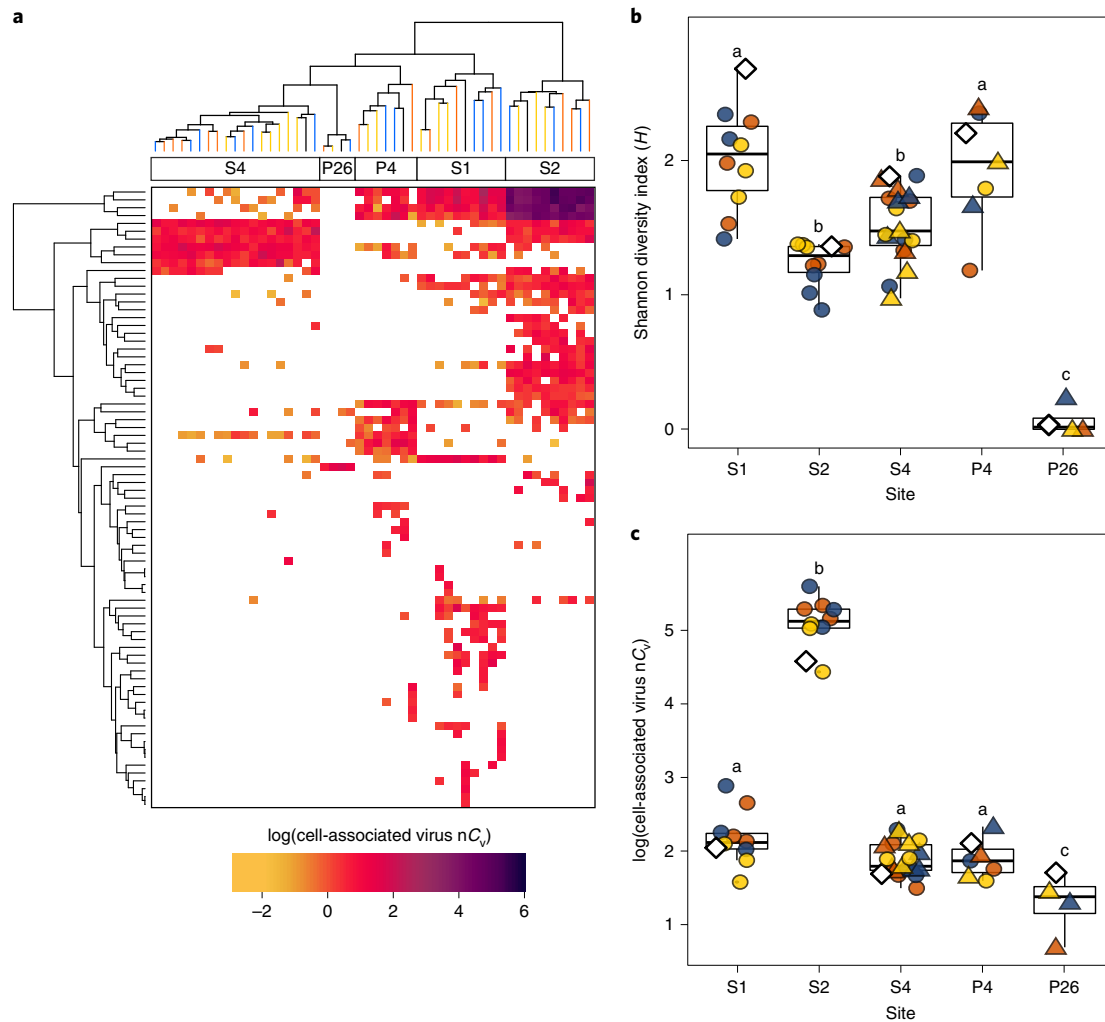 a
S4 P26 P4 S1 S2
log(cell-associated virus nCv)
−2 0 2 4 6
b
Shannon diversity index (H)
2
1
0
a
b
b
a
c
S1 S2 S4 P4 P26
Site
c
log(cell-associated virus nCv)
5
4
3
2
1
a
b
a
a
c
S1 S2 S4 P4 P26
Site